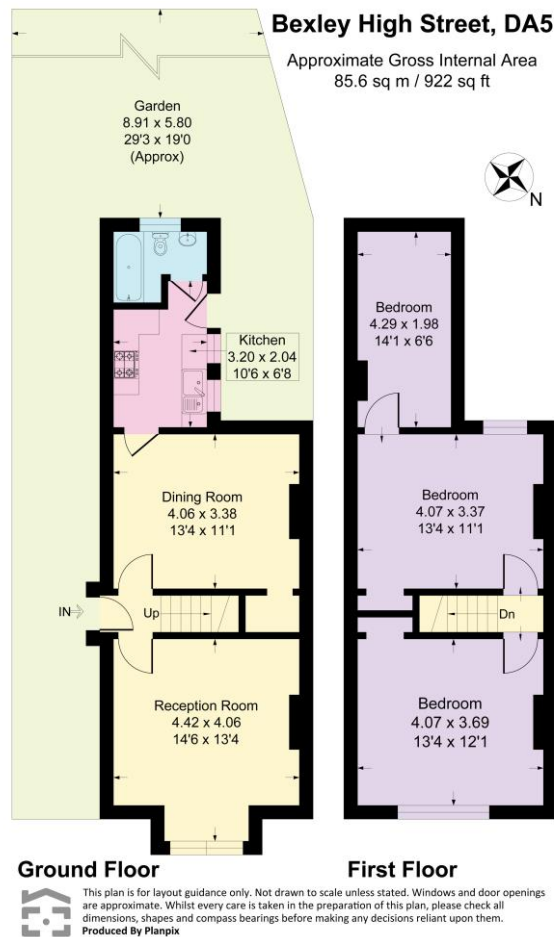 Bexley High Street, DA5
Approximate Gross Internal Area
85.6 sq m / 922 sq ft
Garden
8.91 x 5.80
29'3 x 19'0
(Approx)
N
Kitchen
3.20 x 2.04
10'6 x 6'8
Bedroom
4.29 x 1.98
14'1 x 6'6
Dining Room
4.06 x 3.38
13'4 x 11'1
Bedroom
4.07 x 3.37
13'4 x 11'1
IN
Up
Dn
Reception Room
4.42 x 4.06
14'6 x 13'4
Bedroom
4.07 x 3.69
13'4 x 12'1
Ground Floor
First Floor
This plan is for layout guidance only. Not drawn to scale unless stated. Windows and door openings
are approximate. Whilst every care is taken in the preparation of this plan, please check all
dimensions, shapes and compass bearings before making any decisions reliant upon them.
Produced By Planpix